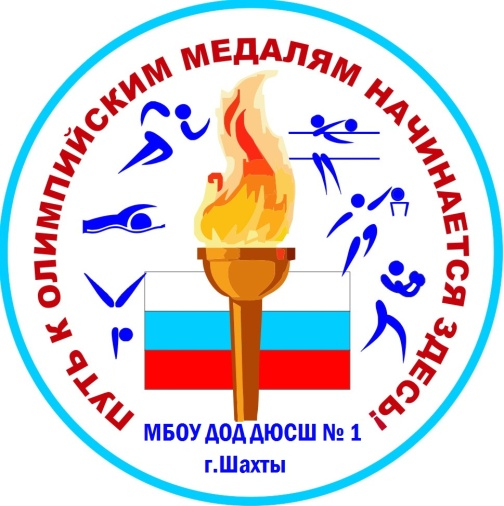 ПУТЬ К ОЛИМПИЙСКИМ МЕДАЛЯМ НАЧИНАЕТСЯ ЗДЕСЬ!
МБОУ ДОД ДЮСШ № 1
г.Шахты